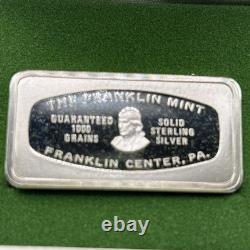 THE FRANKLIN MINT
GUARANTEED
1000
GRAINS
SOLID
STERLING
SILVER
FRANKLIN CENTER, PA.